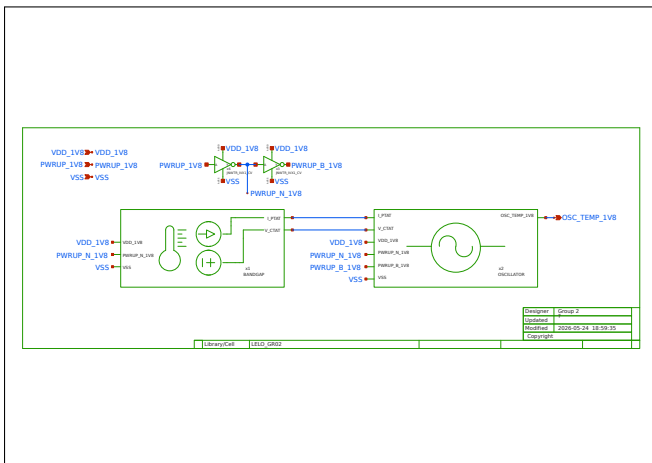 VDD_1V8 VDD_1V8
PWRUP_1V8 PWRUP_1V8
VSS VSS
VDD_1V8 VDD_1V8
PWRUP_1V8 PWRUP_B_1V8
VSS VSS
PWRUP_N_1V8
I_PTAT I_PTAT OSC_TEMP_1V8 OSC_TEMP_1V8
V_CTAT V_CTAT
VDD_1V8 VDD_1V8 VDD_1V8 VDD_1V8
PWRUP_N_1V8 PWRUP_N_1V8 PWRUP_N_1V8 PWRUP_N_1V8
VSS VSS PWRUP_B_1V8 PWRUP_B_1V8
VSS VSS
x1
BANDGAP
x2
OSCILLATOR
Designer Group 2
Updated
Modified 2026-05-24 18:59:35
Copyright
Library/Cell LELO_GR02